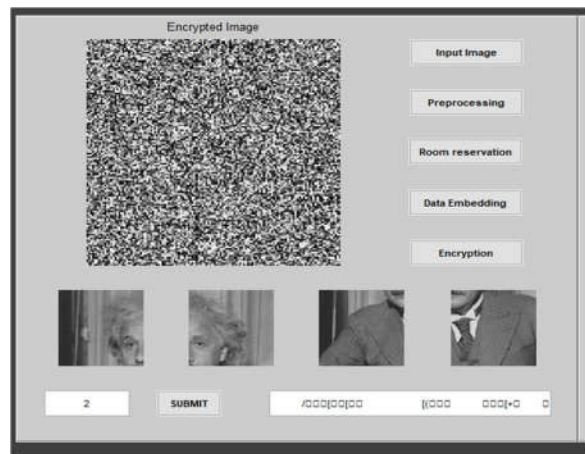 Encrypted Image
Input Image
Preprocessing
Room reservation
Data Embedding
Encryption
2
SUBMIT
/□□□[□□[□□ [(□□□ □□□[+□ □